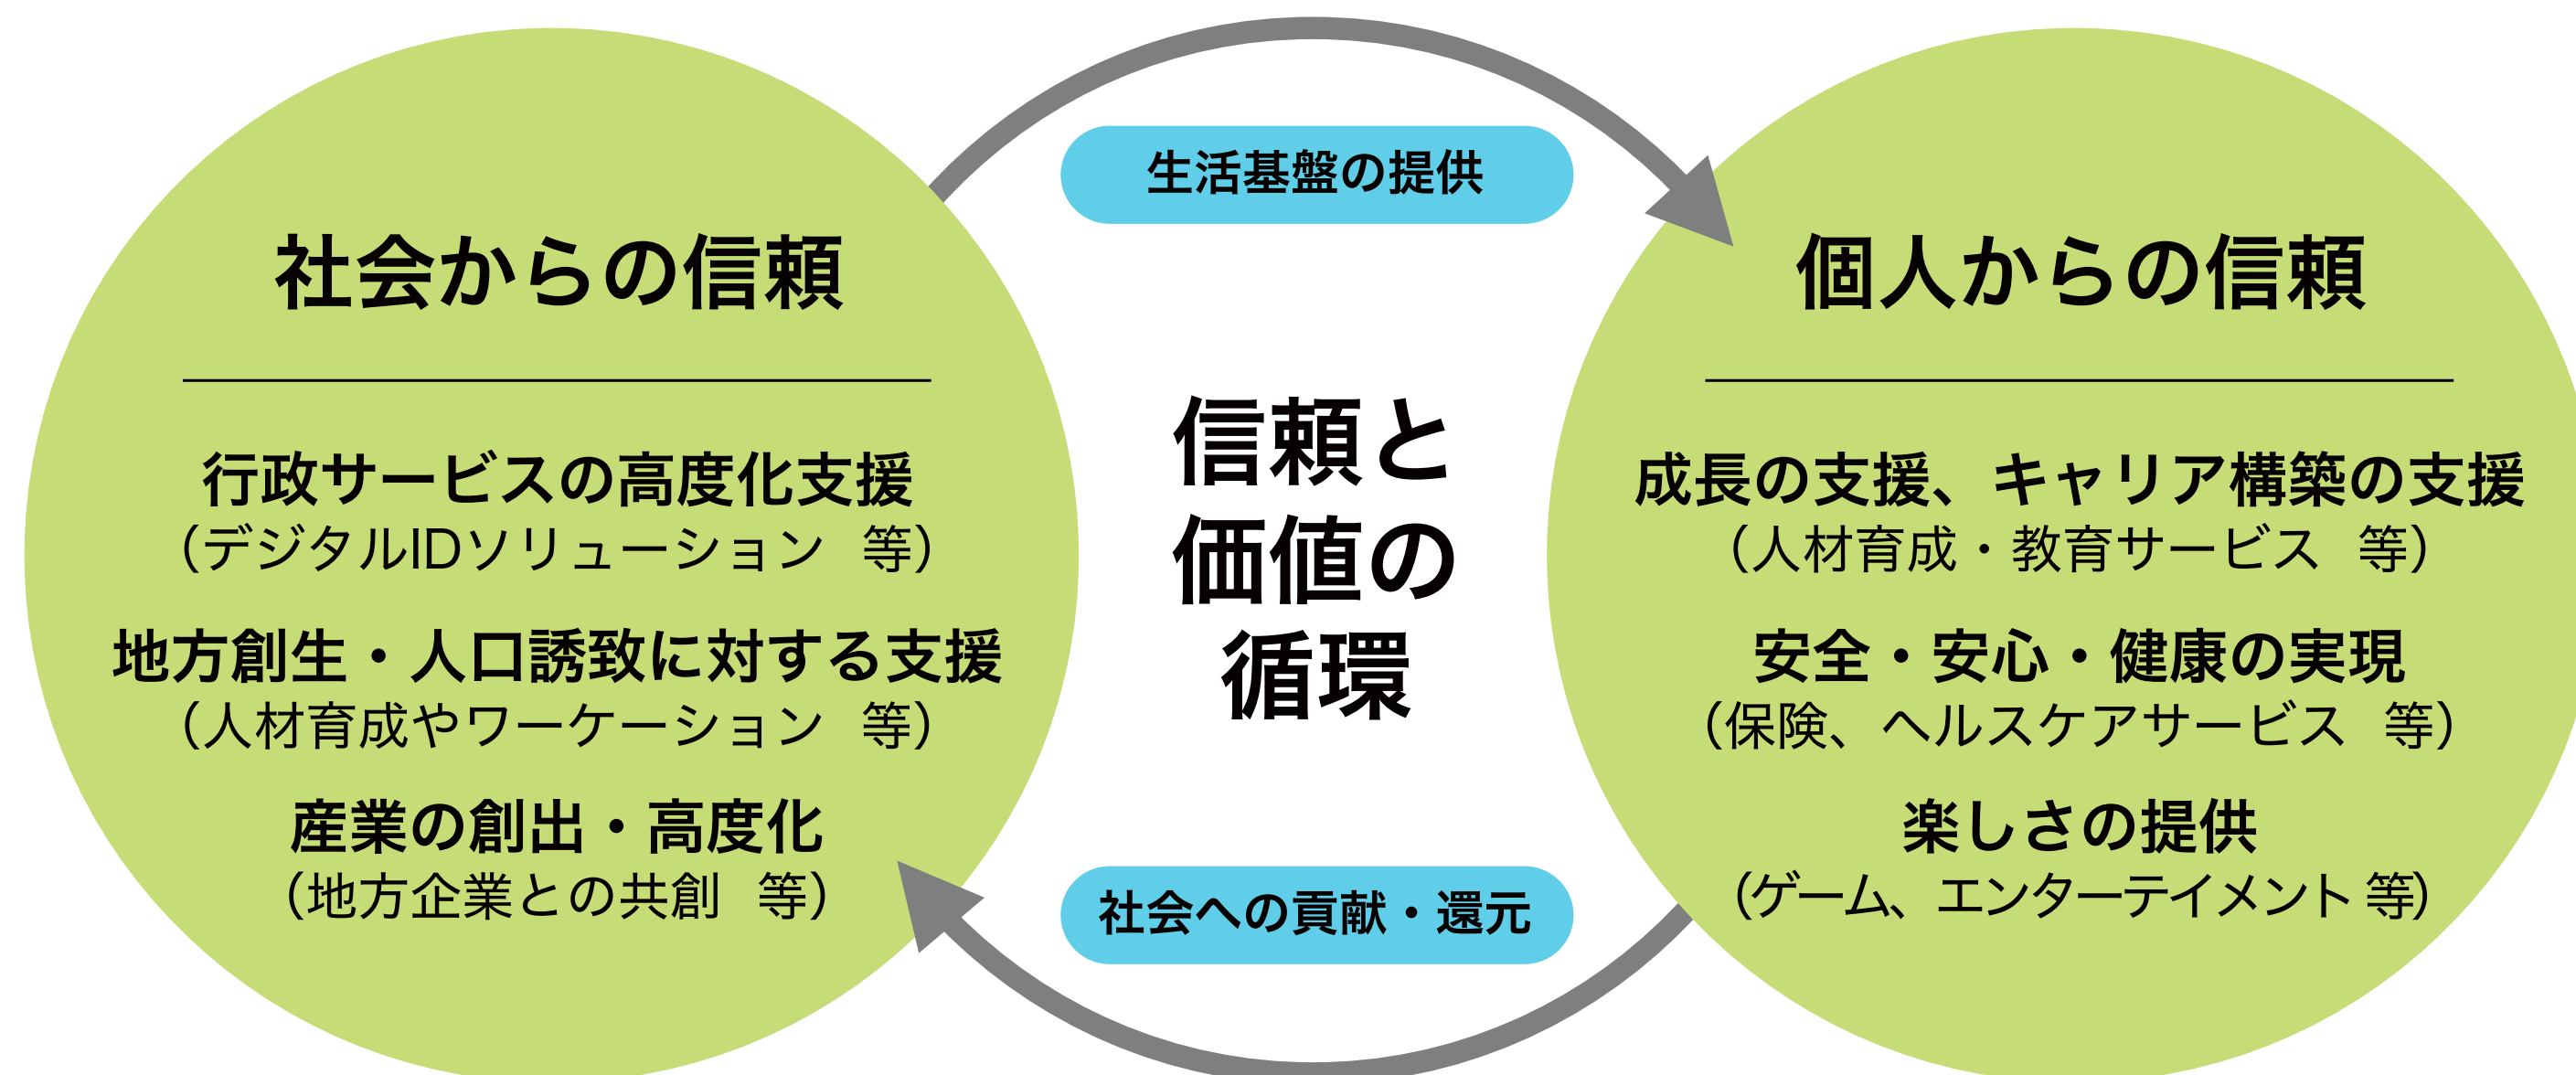 社会からの信頼
行政サービスの高度化支援
（デジタルIDソリューション 等）
地方創生・人口誘致に対する支援
（人材育成やワーケーション 等）
産業の創出・高度化
（地方企業との共創 等）
生活基盤の提供
信頼と
価値の
循環
社会への貢献・還元
個人からの信頼
成長の支援、キャリア構築の支援
（人材育成・教育サービス 等）
安全・安心・健康の実現
（保険、ヘルスケアサービス 等）
楽しさの提供
（ゲーム、エンターテイメント 等）